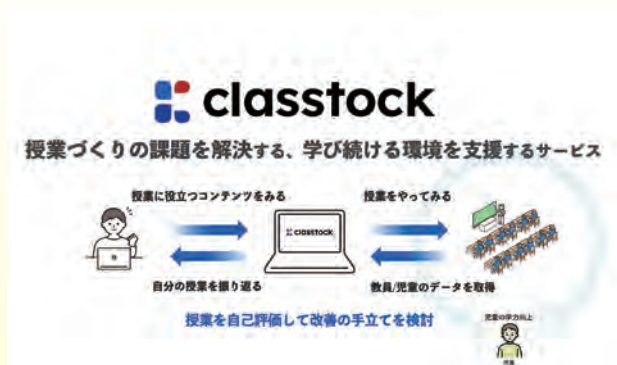 classtock
授業づくりの課題を解決する、学び続ける環境を支援するサービス
授業に役立つコンテンツをみる
授業をやってみる
classtock
自分の授業を振り返る
教員/児童のデータを取得
授業を自己評価して改善の手立てを検討
児童の学力向上
児童